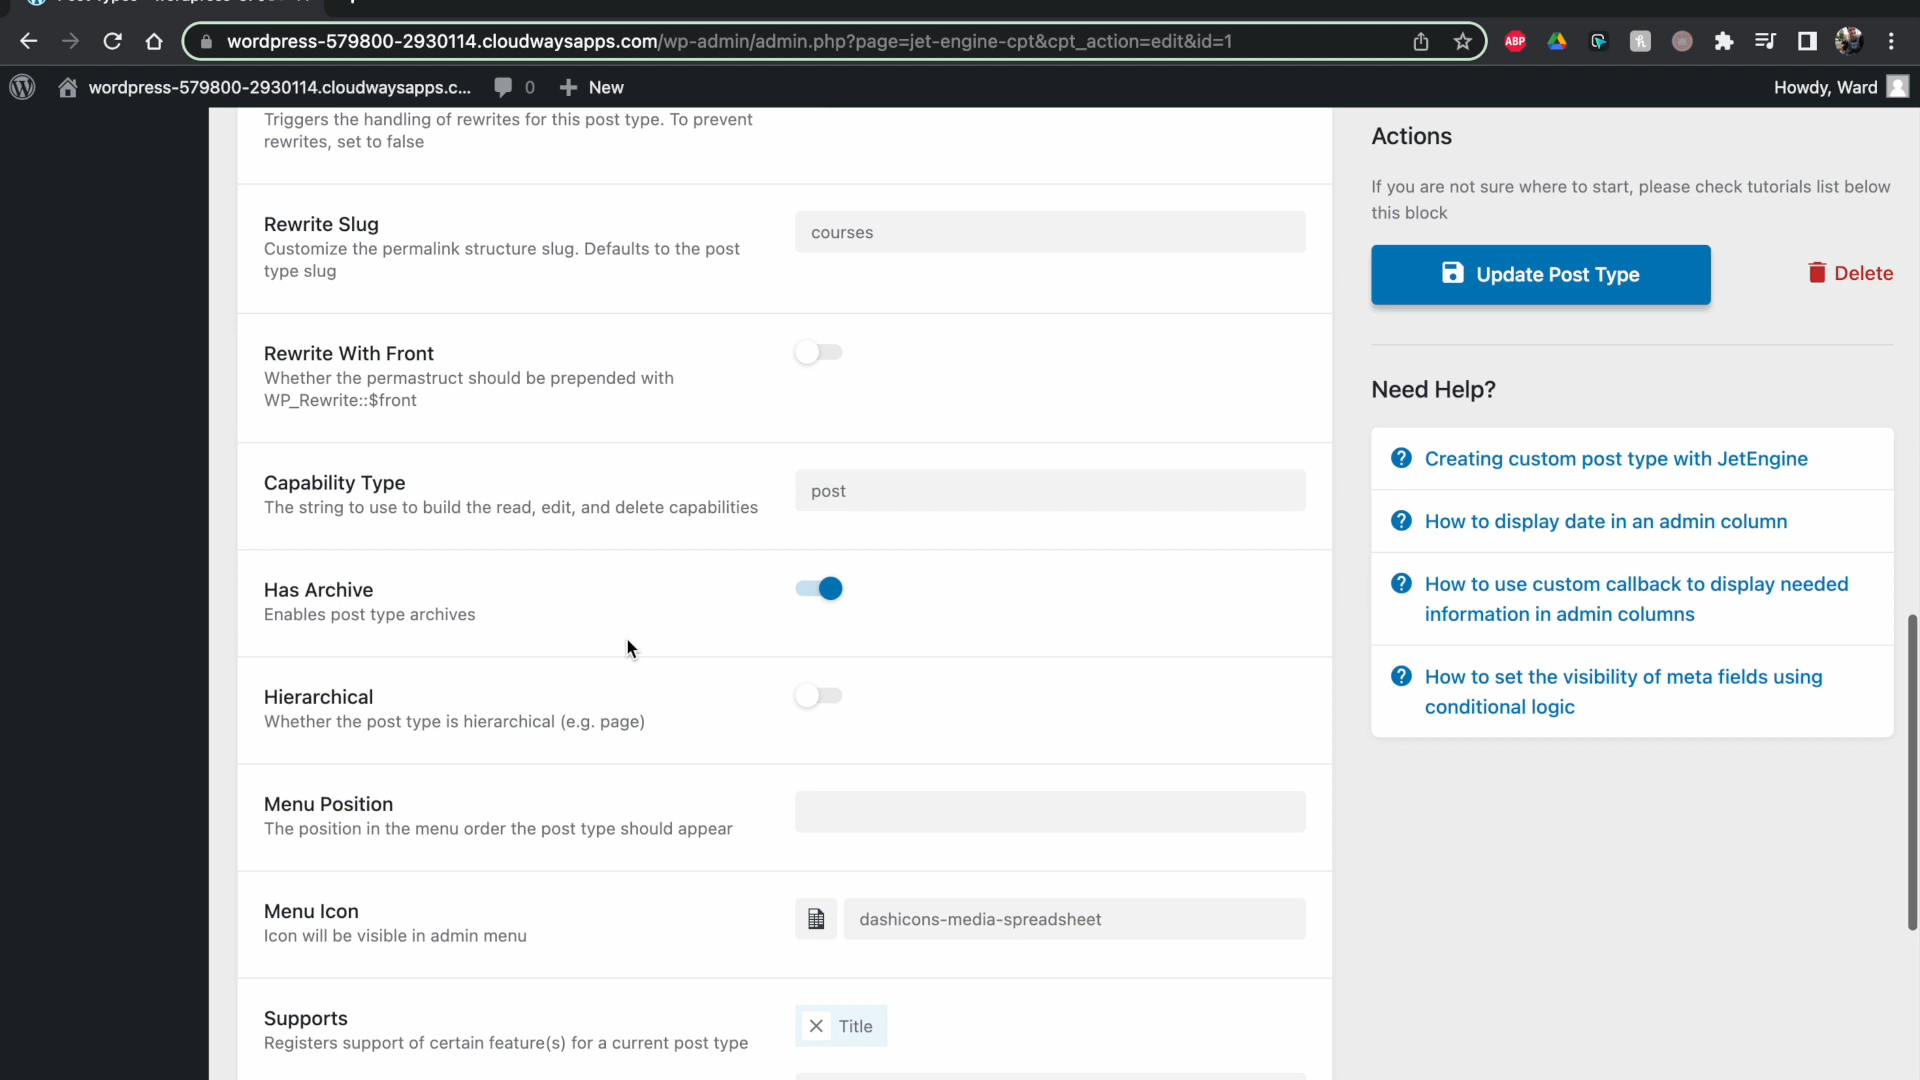 wordpress-579800-2930114.cloudwaysapps.com/wp-admin/admin.php?page=jet-engine-cpt&cpt_action=edit&id=1
ABP
wordpress-579800-2930114.cloudwaysapps.c... 0 New
Howdy, Ward
Triggers the handling of rewrites for this post type. To prevent
rewrites, set to false
Rewrite Slug
Customize the permalink structure slug. Defaults to the post
type slug
courses
Rewrite With Front
Whether the permastruct should be prepended with
WP_Rewrite::$front
Capability Type
The string to use to build the read, edit, and delete capabilities
post
Has Archive
Enables post type archives
Hierarchical
Whether the post type is hierarchical (e.g. page)
Menu Position
The position in the menu order the post type should appear
Menu Icon
Icon will be visible in admin menu
dashicons-media-spreadsheet
Supports
Registers support of certain feature(s) for a current post type
Title
Actions
If you are not sure where to start, please check tutorials list below
this block
Update Post Type
Delete
Need Help?
Creating custom post type with JetEngine
How to display date in an admin column
How to use custom callback to display needed
information in admin columns
How to set the visibility of meta fields using
conditional logic